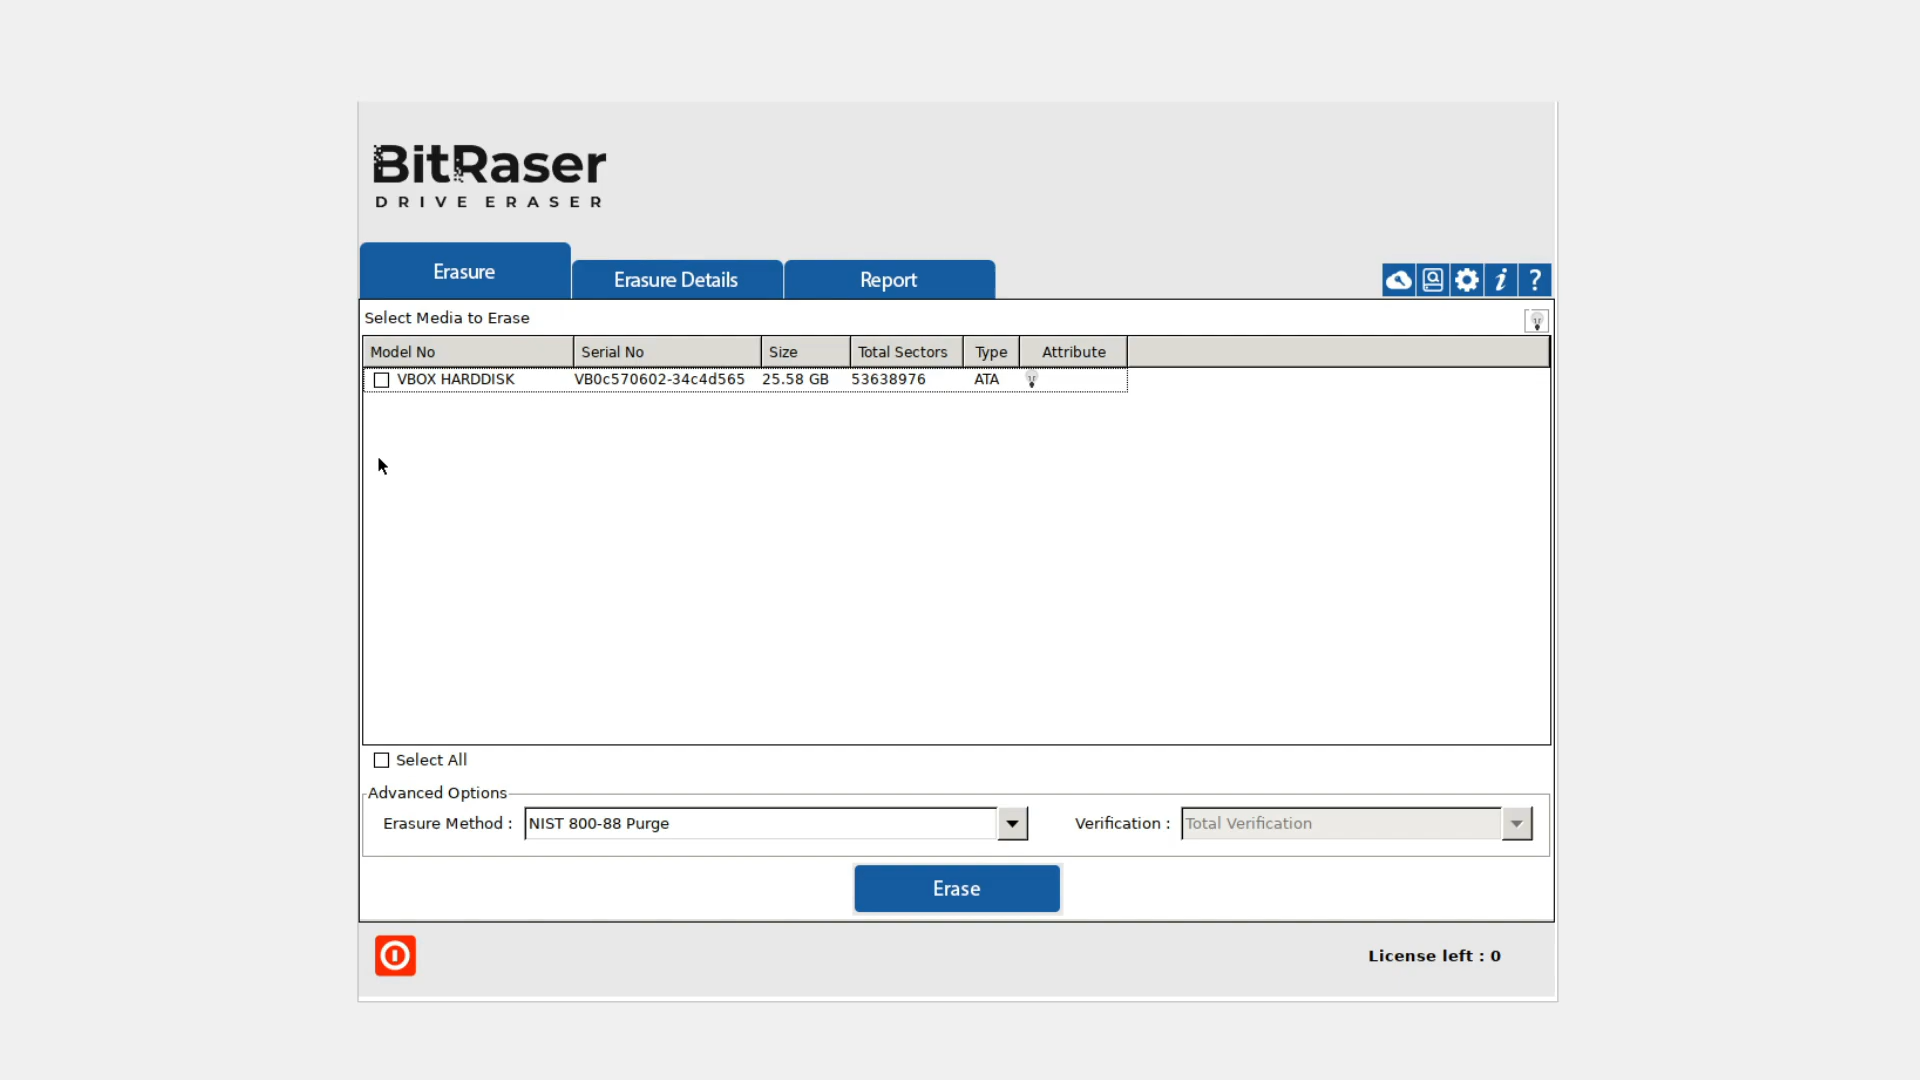 BitRaser
DRIVE ERASER
Erasure
Erasure Details
Report
i
?
Select Media to Erase
Model No Serial No Size Total Sectors Type Attribute
VBOX HARDDISK VB0c570602-34c4d565 25.58 GB 53638976 ATA
Select All
Advanced Options
Erasure Method : NIST 800-88 Purge Verification : Total Verification
Erase
License left : 0